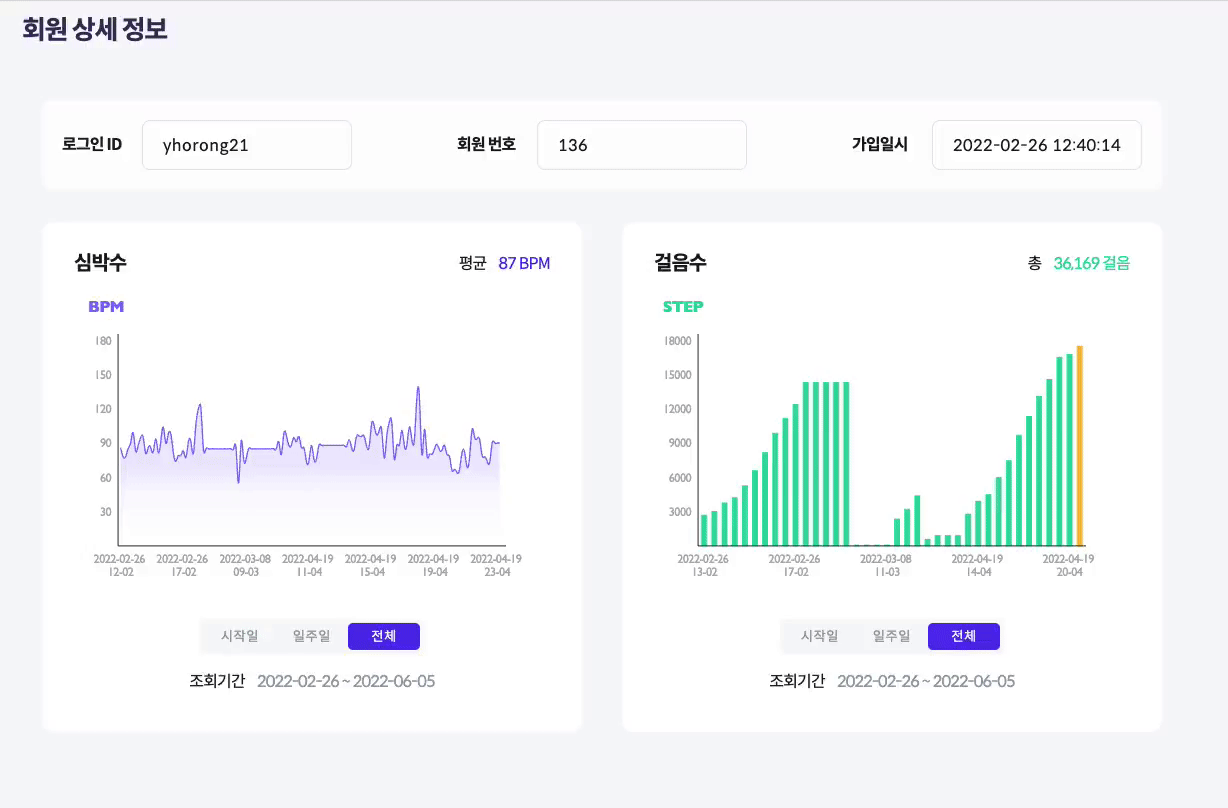 회원 상세 정보
로그인 ID yhorong21 회원 번호 136 가입일시 2022-02-26 12:40:14
심박수 평균 87 BPM
BPM
180
150
120
90
60
30
2022-02-26 2022-02-26 2022-03-08 2022-04-19 2022-04-19 2022-04-19 2022-04-19
12-02 17-02 09-03 11-04 15-04 19-04 23-04
시작일 일주일 전체
조회기간 2022-02-26 ~ 2022-06-05
걸음수 총 36,169 걸음
STEP
18000
15000
12000
9000
6000
3000
2022-02-26 2022-02-26 2022-03-08 2022-04-19 2022-04-19
13-02 17-02 11-03 14-04 20-04
시작일 일주일 전체
조회기간 2022-02-26 ~ 2022-06-05